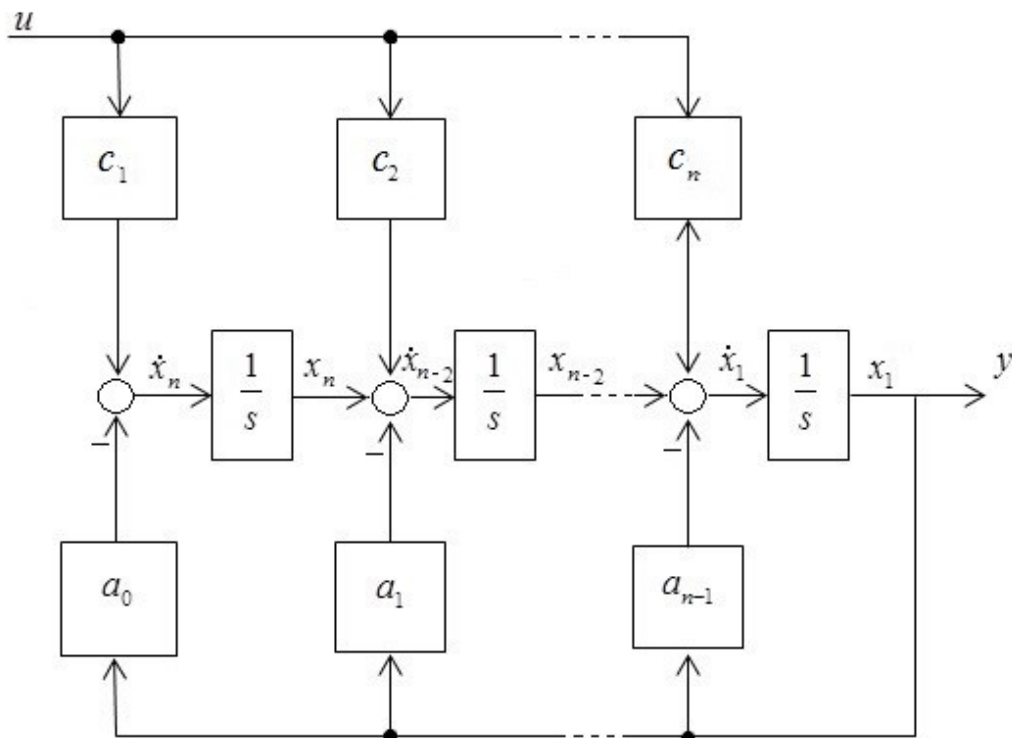 u
c₁
c₂
cₙ
ẋₙ
1/s
xₙ
ẋₙ₋₂
1/s
xₙ₋₂
ẋ₁
1/s
x₁
y
−
−
−
a₀
a₁
aₙ₋₁